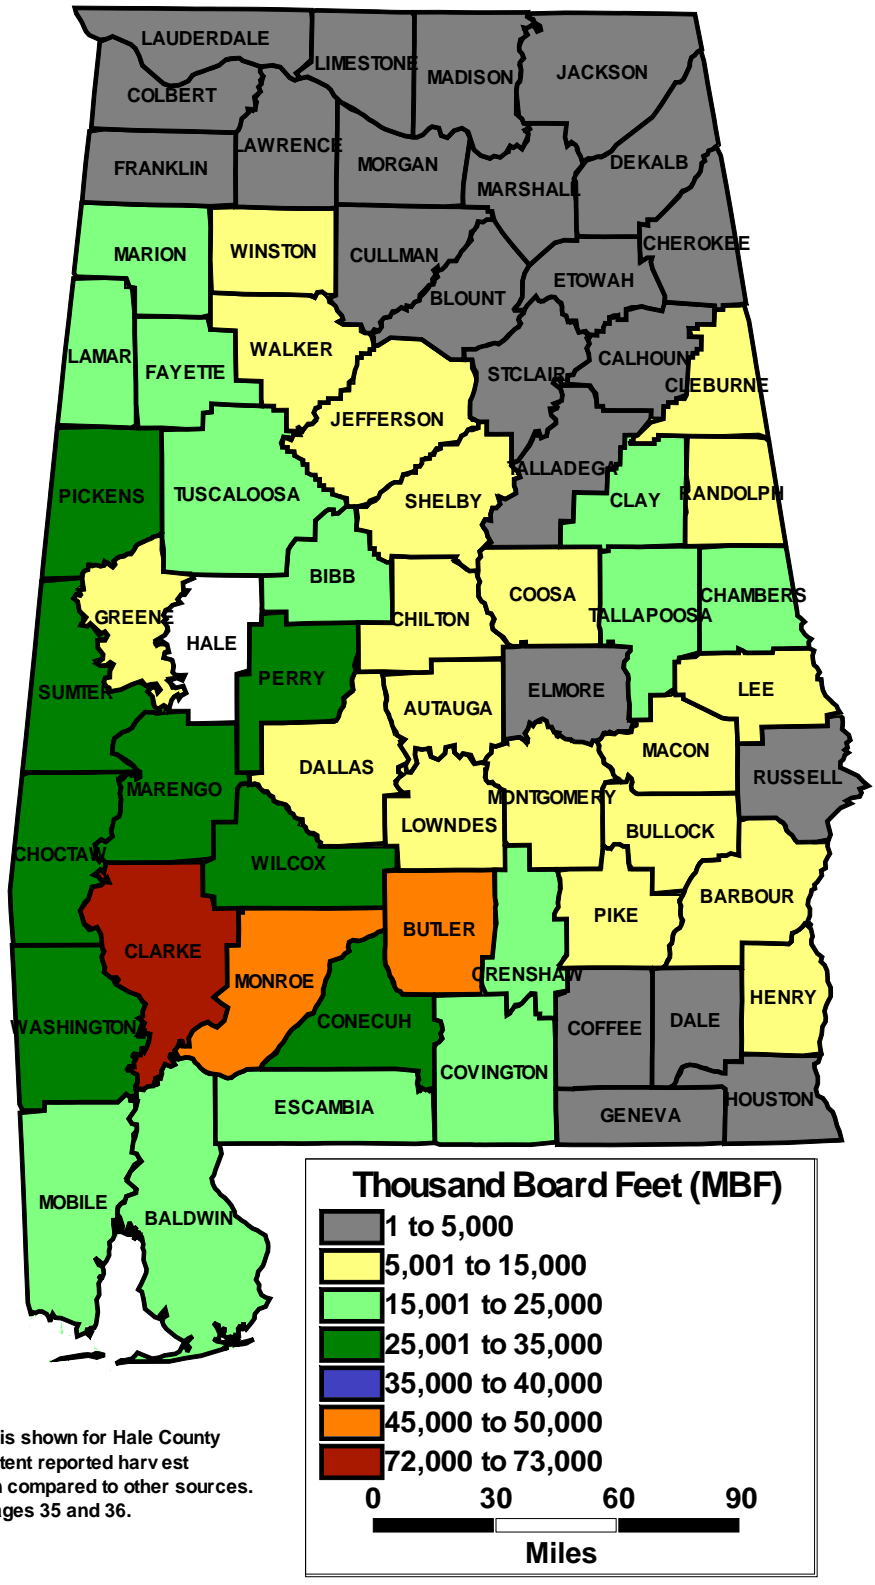 LAUDERDALE
LIMESTONE
MADISON
JACKSON
COLBERT
LAWRENCE
FRANKLIN
MORGAN
DEKALB
MARSHALL
MARION
WINSTON
CULLMAN
CHEROKEE
ETOWAH
BLOUNT
LAMAR
WALKER
CALHOUN
FAYETTE
STCLAIR
CLEBURNE
JEFFERSON
TALLADEGA
PICKENS
TUSCALOOSA
SHELBY
CLAY
RANDOLPH
BIBB
COOSA
CHAMBERS
GREENE
CHILTON
TALLAPOOSA
HALE
PERRY
SUMTER
ELMORE
LEE
AUTAUGA
MACON
DALLAS
RUSSELL
MARENGO
MONTGOMERY
LOWNDES
BULLOCK
CHOCTAW
WILCOX
BARBOUR
PIKE
BUTLER
CLARKE
MONROE
CRENSHAW
HENRY
WASHINGTON
CONECUH
COFFEE
DALE
COVINGTON
HOUSTON
ESCAMBIA
GENEVA
MOBILE
BALDWIN
Thousand Board Feet (MBF)
1 to 5,000
5,001 to 15,000
15,001 to 25,000
25,001 to 35,000
35,000 to 40,000
45,000 to 50,000
72,000 to 73,000
0 30 60 90
Miles
is shown for Hale County
tent reported harv est
compared to other sources.
ges 35 and 36.